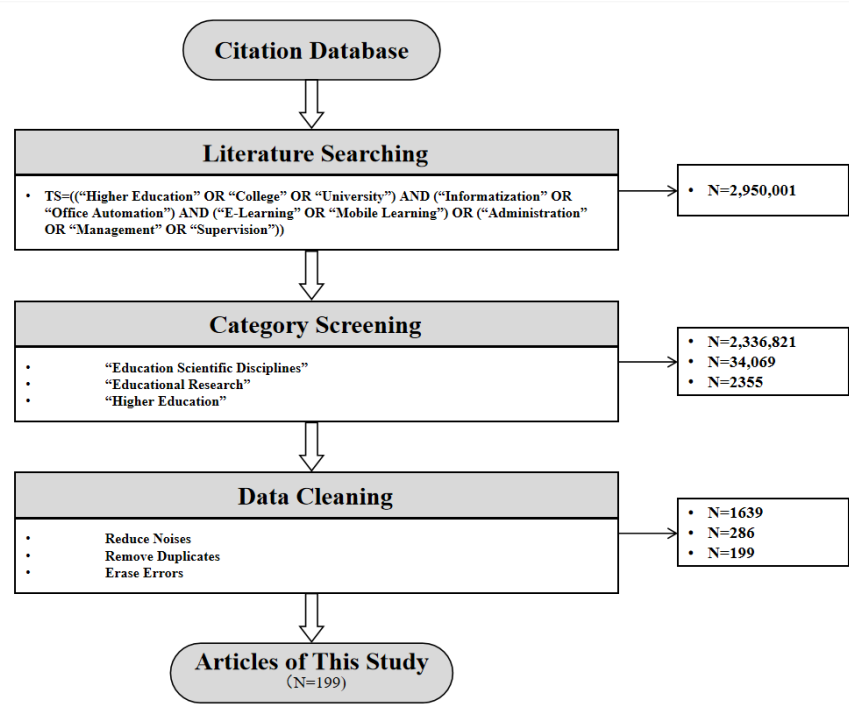 Citation Database
Literature Searching
• TS=((“Higher Education” OR “College” OR “University”) AND (“Informatization” OR
“Office Automation”) AND (“E-Learning” OR “Mobile Learning”) OR (“Administration”
OR “Management” OR “Supervision”))
• N=2,950,001
Category Screening
• “Education Scientific Disciplines”
• “Educational Research”
• “Higher Education”
• N=2,336,821
• N=34,069
• N=2355
Data Cleaning
• Reduce Noises
• Remove Duplicates
• Erase Errors
• N=1639
• N=286
• N=199
Articles of This Study
（N=199）